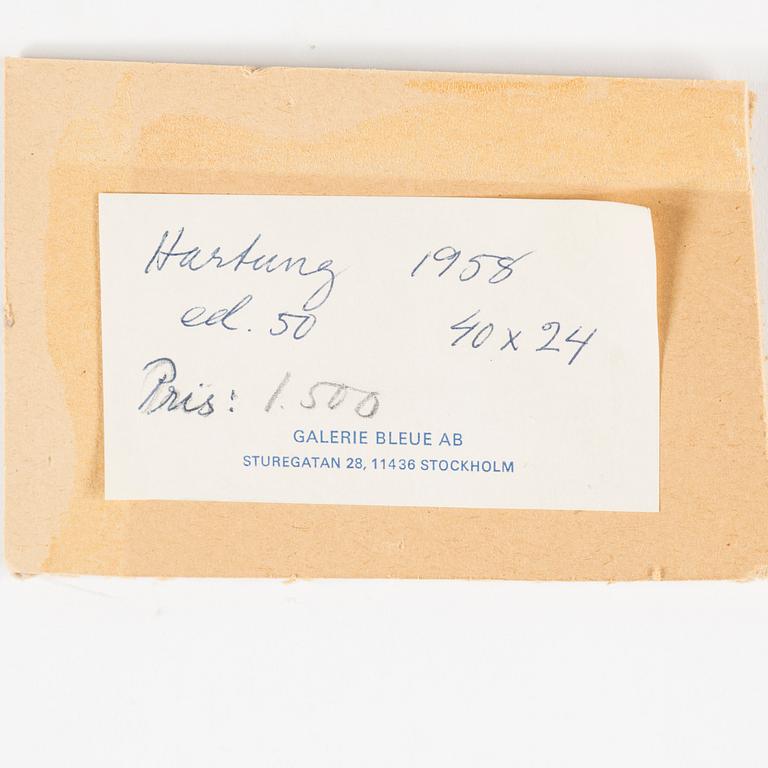 Hartung 1958
ed. 50 40 x 24
Pris: 1.500
GALERIE BLEUE AB
STUREGATAN 28, 11436 STOCKHOLM